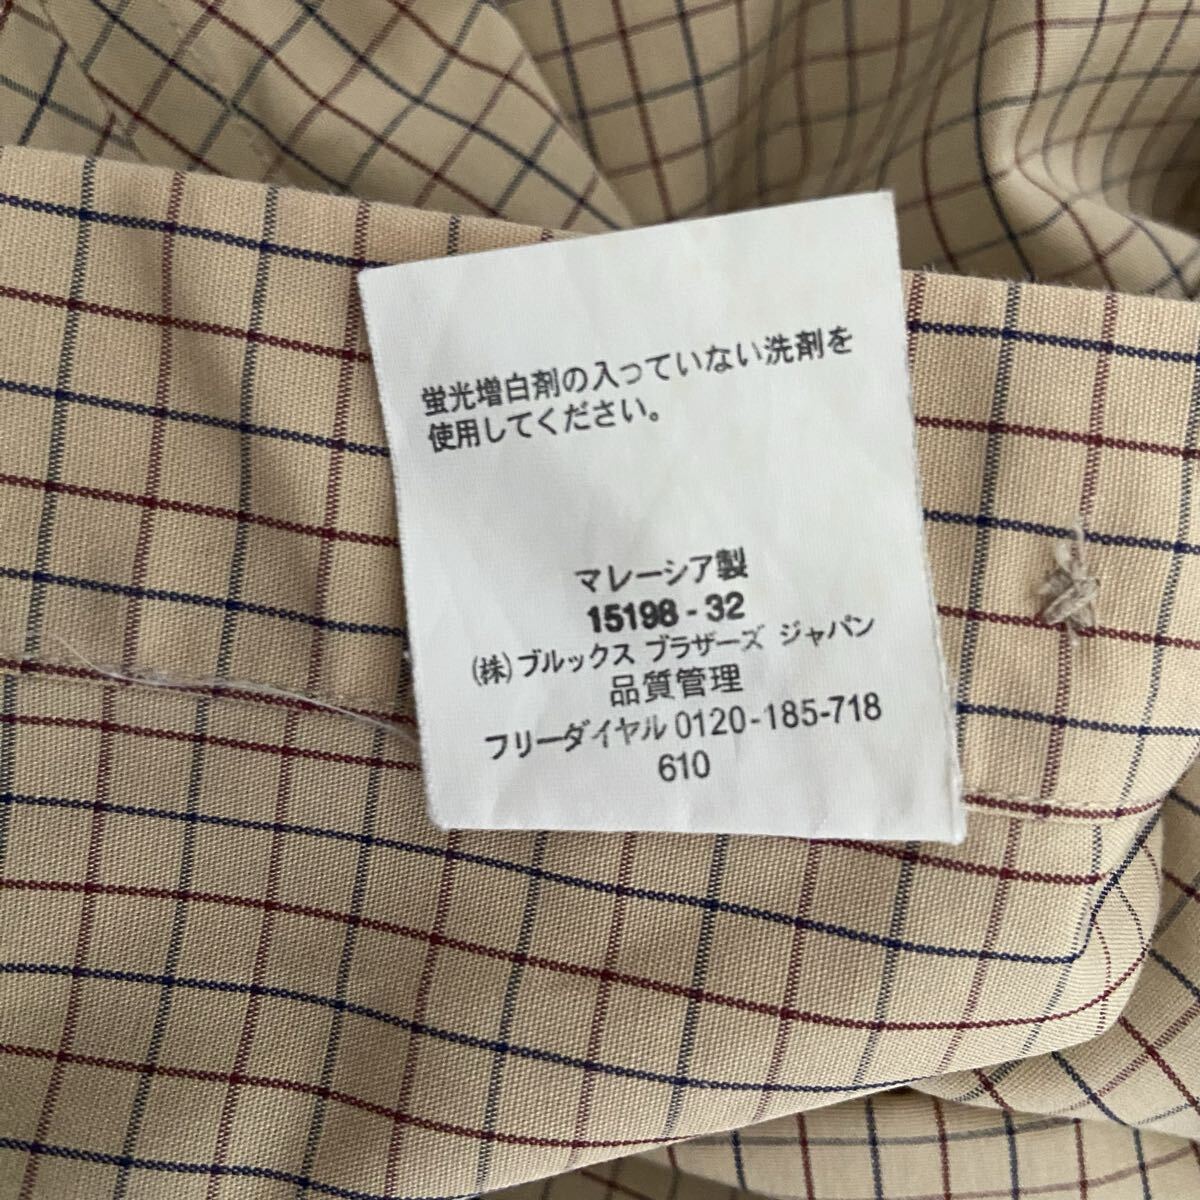 蛍光増白剤の入っていない洗剤を
使用してください。
マレーシア製
15198 - 32
(株)ブルックス ブラザーズ ジャパン
品質管理
フリーダイヤル 0120-185-718
610